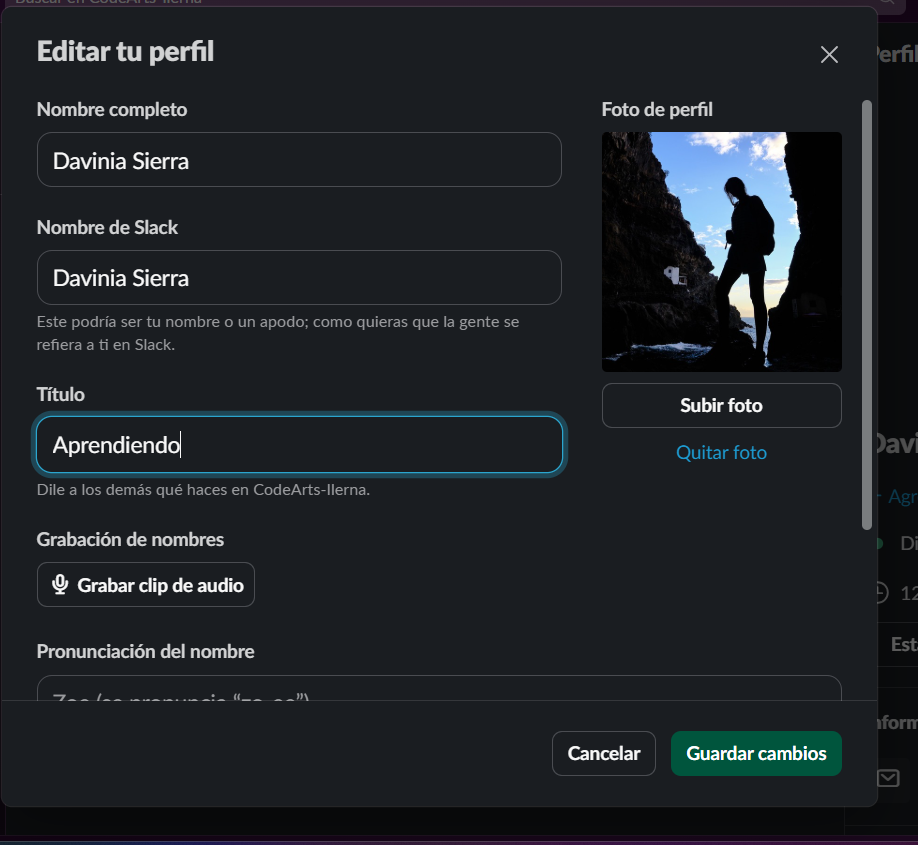 Buscar en CodeArts-Ilerna
Editar tu perfil
Nombre completo
Davinia Sierra
Nombre de Slack
Davinia Sierra
Este podría ser tu nombre o un apodo; como quieras que la gente se
refiera a ti en Slack.
Título
Aprendiendo
Dile a los demás qué haces en CodeArts-Ilerna.
Grabación de nombres
Grabar clip de audio
Pronunciación del nombre
Zoe (se pronuncia “zo-ee”)
Foto de perfil
Subir foto
Quitar foto
Cancelar
Guardar cambios
Perfil
Davi
Agr
Di
12
Est
nform